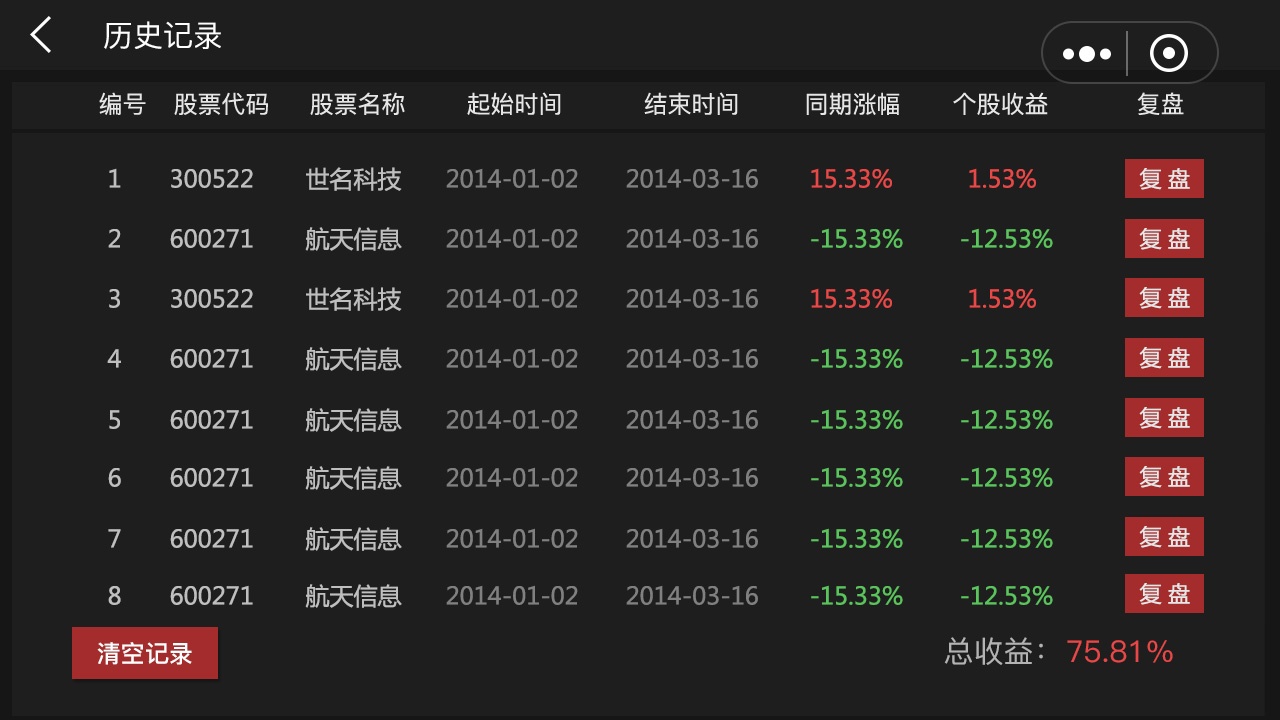 历史记录
编号 股票代码 股票名称 起始时间 结束时间 同期涨幅 个股收益 复盘
1 300522 世名科技 2014-01-02 2014-03-16 15.33% 1.53% 复盘
2 600271 航天信息 2014-01-02 2014-03-16 -15.33% -12.53% 复盘
3 300522 世名科技 2014-01-02 2014-03-16 15.33% 1.53% 复盘
4 600271 航天信息 2014-01-02 2014-03-16 -15.33% -12.53% 复盘
5 600271 航天信息 2014-01-02 2014-03-16 -15.33% -12.53% 复盘
6 600271 航天信息 2014-01-02 2014-03-16 -15.33% -12.53% 复盘
7 600271 航天信息 2014-01-02 2014-03-16 -15.33% -12.53% 复盘
8 600271 航天信息 2014-01-02 2014-03-16 -15.33% -12.53% 复盘
清空记录 总收益：75.81%